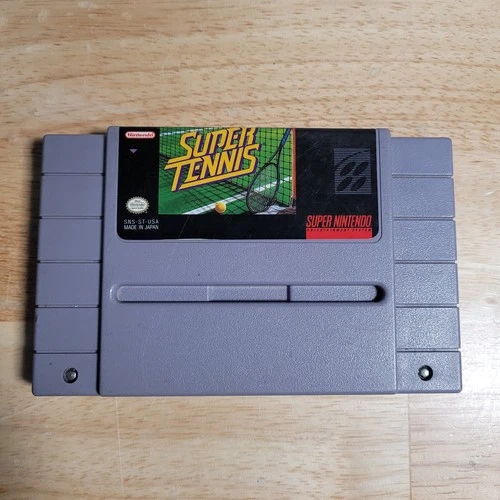 Nintendo
SUPER
TENNIS
SNS-ST-USA
MADE IN JAPAN
SUPER NINTENDO
ENTERTAINMENT SYSTEM